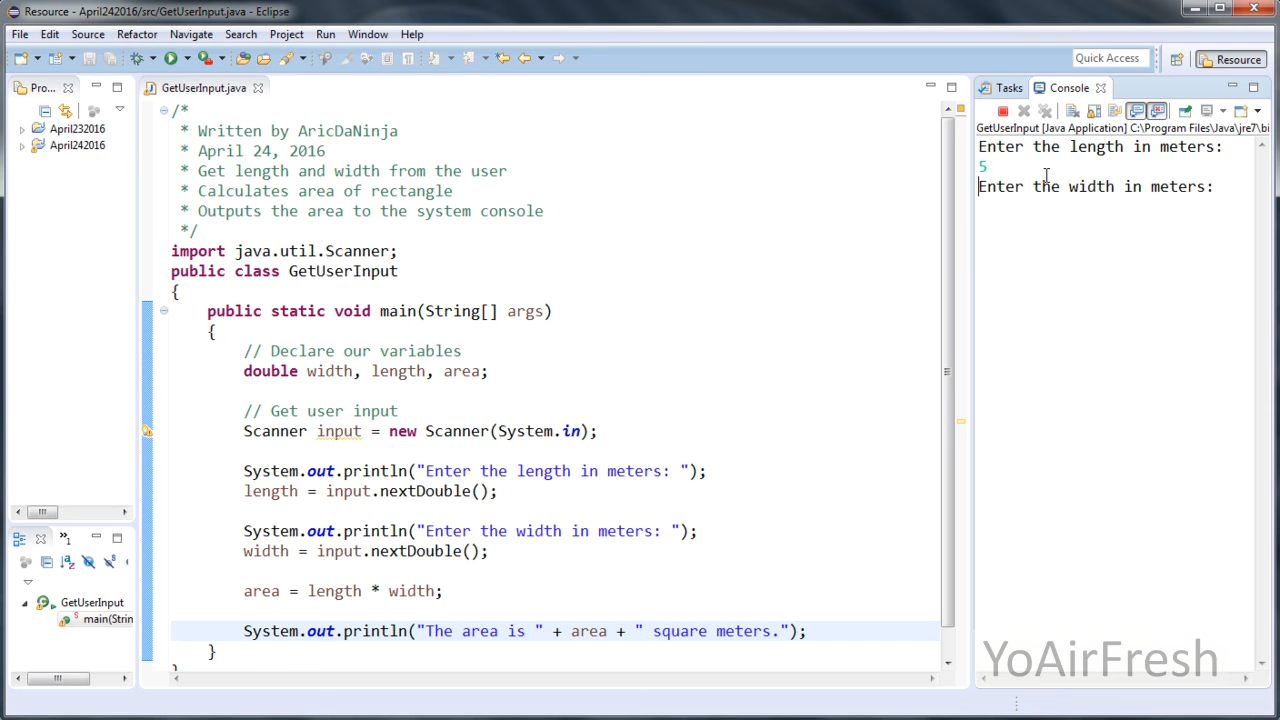 Resource - April242016/src/GetUserInput.java - Eclipse
File Edit Source Refactor Navigate Search Project Run Window Help
Quick Access
Resource
Pro...
April232016
April242016
»1
GetUserInput
main(Strin
GetUserInput.java
/*
* Written by AricDaNinja
* April 24, 2016
* Get length and width from the user
* Calculates area of rectangle
* Outputs the area to the system console
*/
import java.util.Scanner;
public class GetUserInput
{
public static void main(String[] args)
{
// Declare our variables
double width, length, area;
// Get user input
Scanner input = new Scanner(System.in);
System.out.println("Enter the length in meters: ");
length = input.nextDouble();
System.out.println("Enter the width in meters: ");
width = input.nextDouble();
area = length * width;
System.out.println("The area is " + area + " square meters.");
}
}
Tasks Console
GetUserInput [Java Application] C:\Program Files\Java\jre7\bi
Enter the length in meters:
5
Enter the width in meters:
YoAirFresh